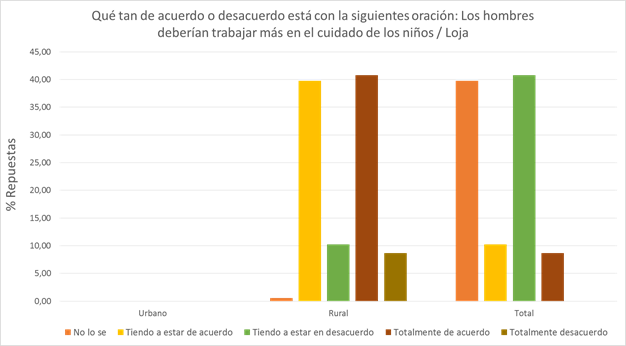 Qué tan de acuerdo o desacuerdo está con la siguientes oración: Los hombres
deberían trabajar más en el cuidado de los niños / Loja
% Repuestas
45,00
40,00
35,00
30,00
25,00
20,00
15,00
10,00
5,00
0,00
Urbano Rural Total
No lo se Tiendo a estar de acuerdo Tiendo a estar en desacuerdo Totalmente de acuerdo Totalmente desacuerdo